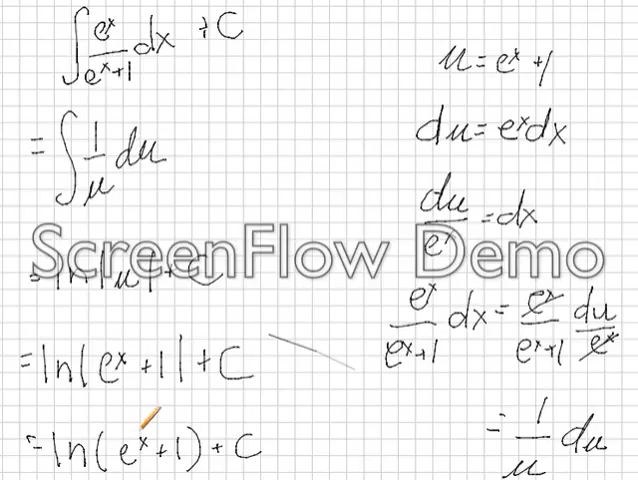 ∫ eˣ/(eˣ+1) dx + C
= ∫ 1/u du
= ln|u| + C
= ln|eˣ+1| + C
= ln(eˣ+1) + C
u = eˣ+1
du = eˣdx
du/eˣ = dx
eˣ/(eˣ+1) dx = eˣ/(eˣ+1) du/eˣ
= 1/u du
ScreenFlow Demo